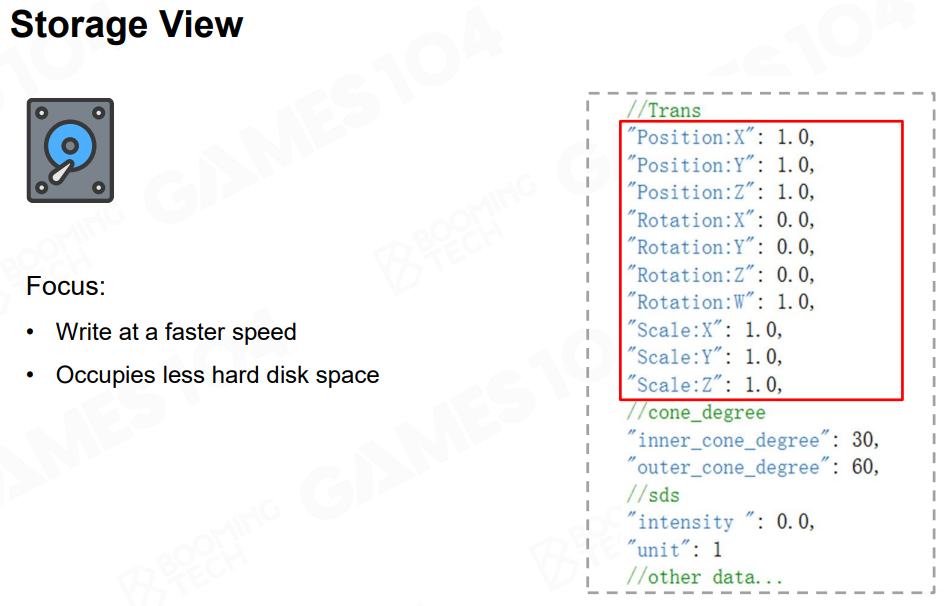 Storage View
Focus:
• Write at a faster speed
• Occupies less hard disk space
//Trans
"Position:X": 1.0,
"Position:Y": 1.0,
"Position:Z": 1.0,
"Rotation:X": 0.0,
"Rotation:Y": 0.0,
"Rotation:Z": 0.0,
"Rotation:W": 1.0,
"Scale:X": 1.0,
"Scale:Y": 1.0,
"Scale:Z": 1.0,
//cone_degree
"inner_cone_degree": 30,
"outer_cone_degree": 60,
//sds
"intensity ": 0.0,
"unit": 1
//other data...
GAMES104
BOOMING
TECH